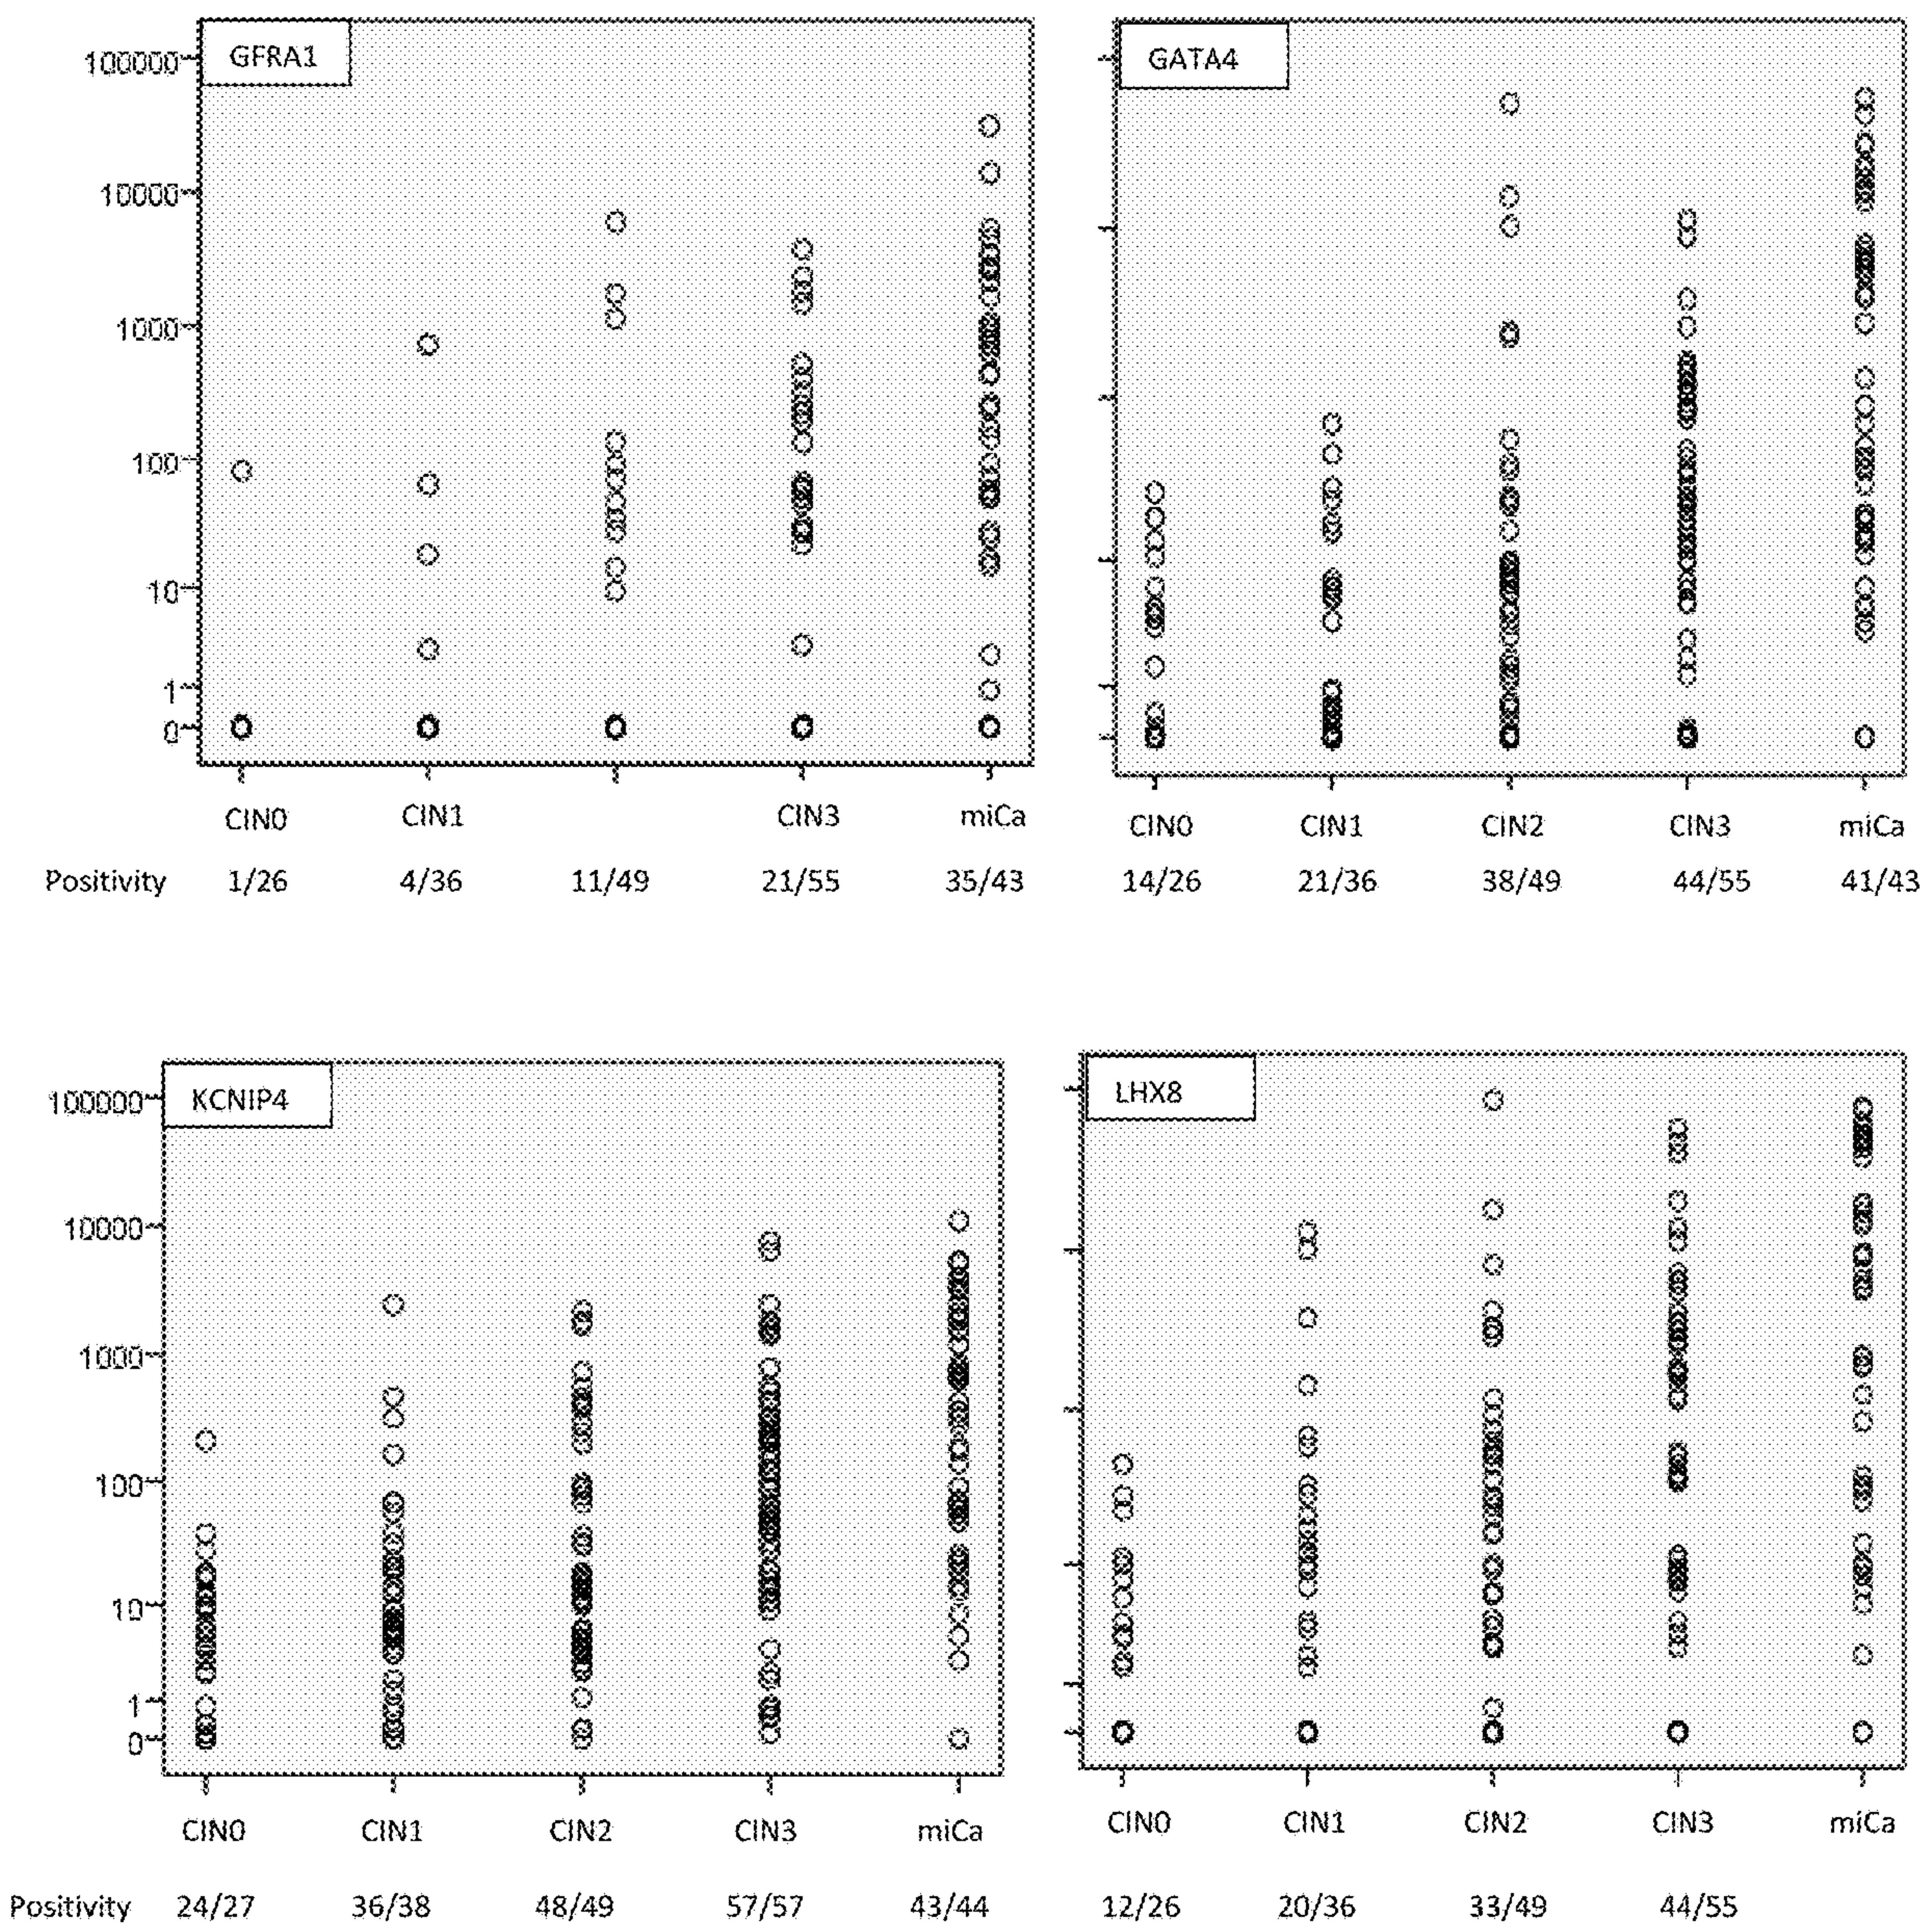 GFRA1
100000
10000
1000
100
10
1
0
CIN0 CIN1 CIN3 miCa
Positivity 1/26 4/36 11/49 21/55 35/43
GATA4
CIN0 CIN1 CIN2 CIN3 miCa
14/26 21/36 38/49 44/55 41/43
KCNIP4
100000
10000
1000
100
10
1
0
CIN0 CIN1 CIN2 CIN3 miCa
Positivity 24/27 36/38 48/49 57/57 43/44
LHX8
CIN0 CIN1 CIN2 CIN3 miCa
12/26 20/36 33/49 44/55